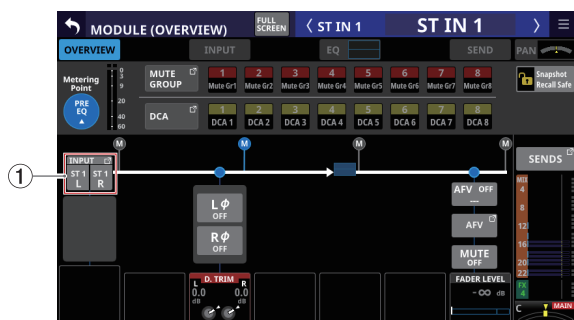 MODULE (OVERVIEW)
FULL SCREEN
ST IN 1
ST IN 1
OVERVIEW
INPUT
EQ
SEND
PAN
Metering Point
PRE EQ
0
3
9
20
40
60
MUTE GROUP
1 Mute Gr1
2 Mute Gr2
3 Mute Gr3
4 Mute Gr4
5 Mute Gr5
6 Mute Gr6
7 Mute Gr7
8 Mute Gr8
Snapshot Recall Safe
DCA
1 DCA 1
2 DCA 2
3 DCA 3
4 DCA 4
5 DCA 5
6 DCA 6
7 DCA 7
8 DCA 8
M
M
M
M
1
INPUT
ST 1 L
ST 1 R
SENDS
LØ OFF
RØ OFF
AFV OFF
---
AFV
MUTE OFF
MIX
4
8
12
16
20
22
FX
4
D. TRIM
L
R
0.0 dB
0.0 dB
FADER LEVEL
-∞ dB
C
MAIN